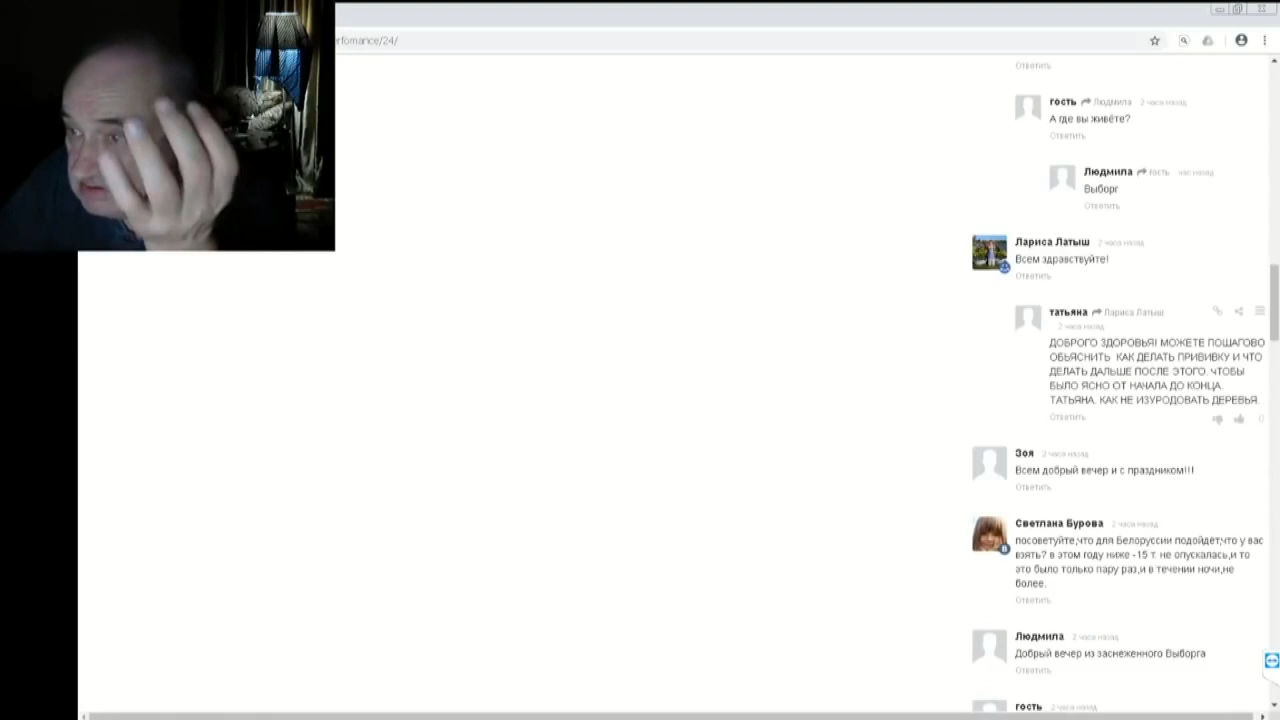 erfomance/24/
Ответить
гость Людмила 2 часа назад
А где вы живёте?
Ответить
Людмила гость час назад
Выборг
Ответить
Лариса Латыш 2 часа назад
Всем здравствуйте!
Ответить
татьяна Лариса Латыш
2 часа назад
ДОБРОГО ЗДОРОВЬЯ! МОЖЕТЕ ПОШАГОВО
ОБЬЯСНИТЬ КАК ДЕЛАТЬ ПРИВИВКУ И ЧТО
ДЕЛАТЬ ДАЛЬШЕ ПОСЛЕ ЭТОГО. ЧТОБЫ
БЫЛО ЯСНО ОТ НАЧАЛА ДО КОНЦА.
ТАТЬЯНА. КАК НЕ ИЗУРОДОВАТЬ ДЕРЕВЬЯ
Ответить
0
Зоя 2 часа назад
Всем добрый вечер и с праздником!!!
Ответить
Светлана Бурова 2 часа назад
посоветуйте,что для Белоруссии подойдет,что у вас
взять? в этом году ниже -15 т. не опускалась,и то
это было только пару раз,и в течении ночи,не
более.
Ответить
Людмила 2 часа назад
Добрый вечер из заснеженного Выборга
Ответить
гость 2 часа назад